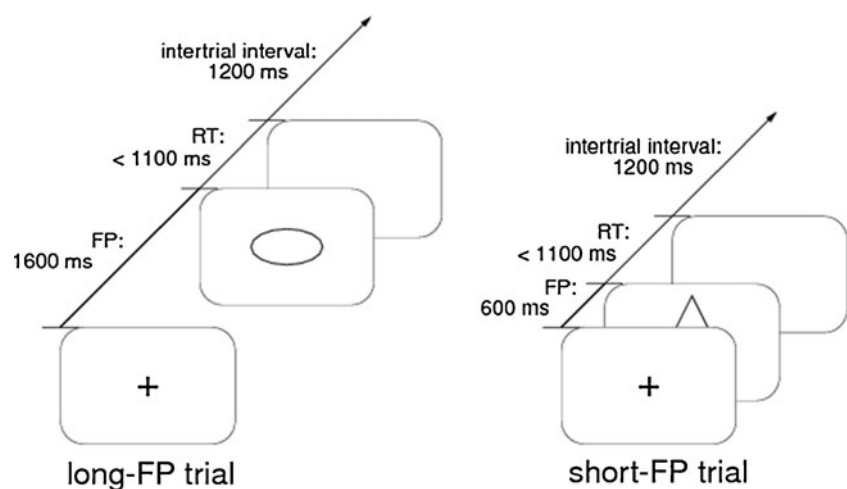 intertrial interval:
1200 ms
RT:
< 1100 ms
FP:
1600 ms
+
long-FP trial
intertrial interval:
1200 ms
RT:
< 1100 ms
FP:
600 ms
+
short-FP trial